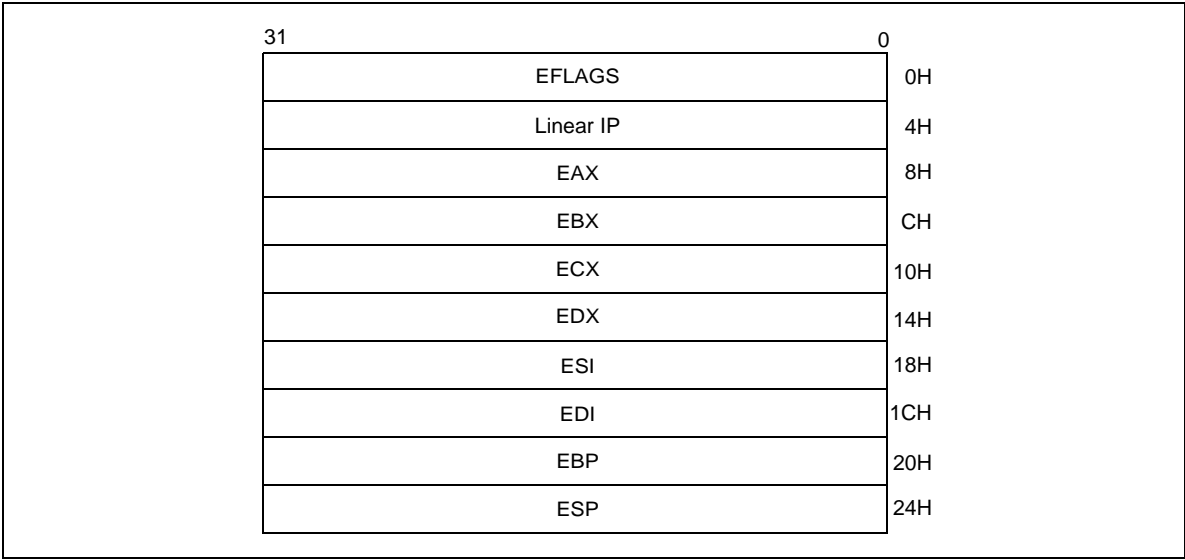 31 0
EFLAGS 0H
Linear IP 4H
EAX 8H
EBX CH
ECX 10H
EDX 14H
ESI 18H
EDI 1CH
EBP 20H
ESP 24H